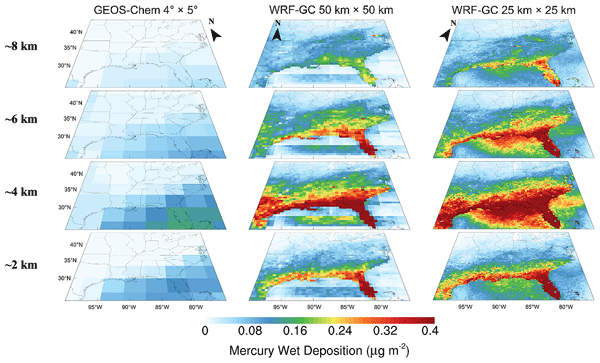 GEOS-Chem 4° × 5° WRF-GC 50 km × 50 km WRF-GC 25 km × 25 km
N N N
~8 km 40°N 35°N 30°N 40°N 35°N 30°N 40°N 35°N 30°N
~6 km 40°N 35°N 30°N 40°N 35°N 30°N 40°N 35°N 30°N
~4 km 40°N 35°N 30°N 40°N 35°N 30°N 40°N 35°N 30°N
~2 km 40°N 35°N 30°N 40°N 35°N 30°N 40°N 35°N 30°N
95°W 90°W 85°W 80°W 95°W 90°W 85°W 80°W 95°W 90°W 85°W 80°W
0 0.08 0.16 0.24 0.32 0.4
Mercury Wet Deposition (μg m-2)